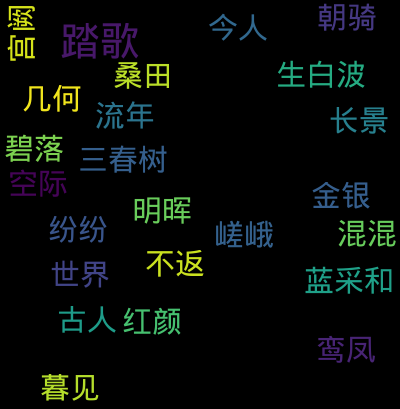 宫阙
踏歌
今人
朝骑
桑田
生白波
几何
流年
长景
碧落
三春树
空际
金银
明晖
纷纷
嵯峨
混混
不返
世界
蓝采和
古人
红颜
鸾凤
暮见